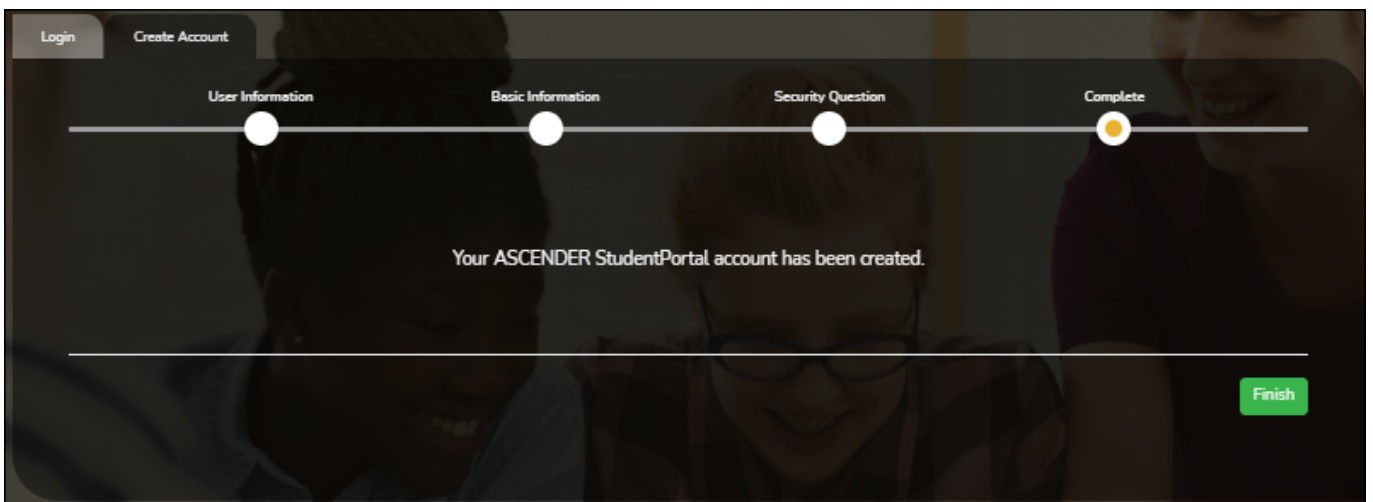 Login
Create Account
User Information
Basic Information
Security Question
Complete
Your ASCENDER StudentPortal account has been created.
Finish